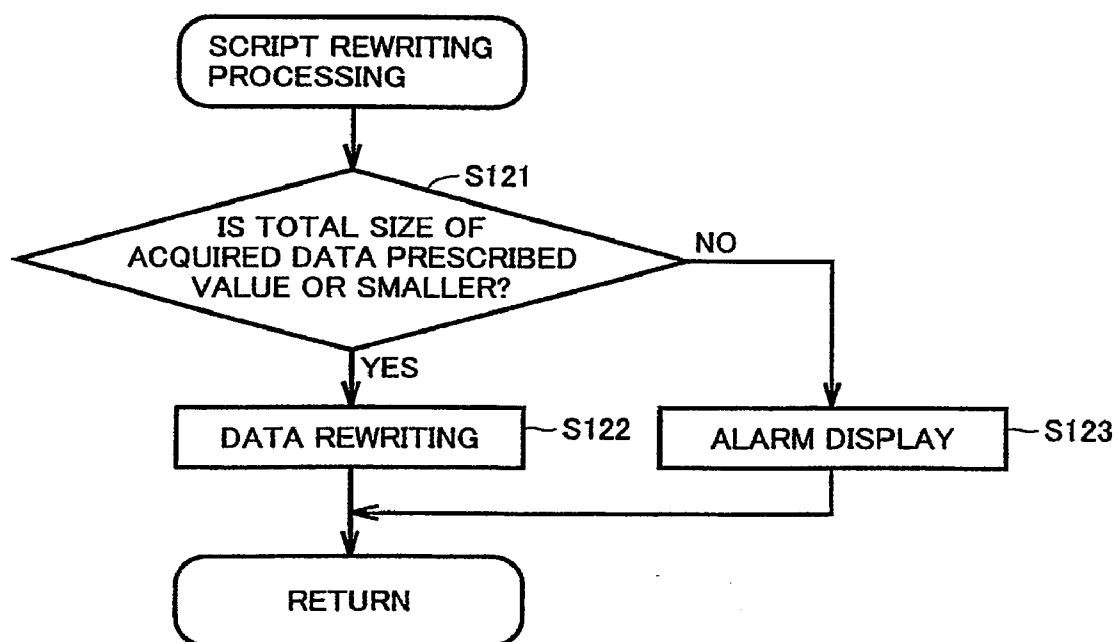 SCRIPT REWRITING
PROCESSING
S121
IS TOTAL SIZE OF
ACQUIRED DATA PRESCRIBED
VALUE OR SMALLER?
NO
YES
DATA REWRITING
S122
ALARM DISPLAY
S123
RETURN